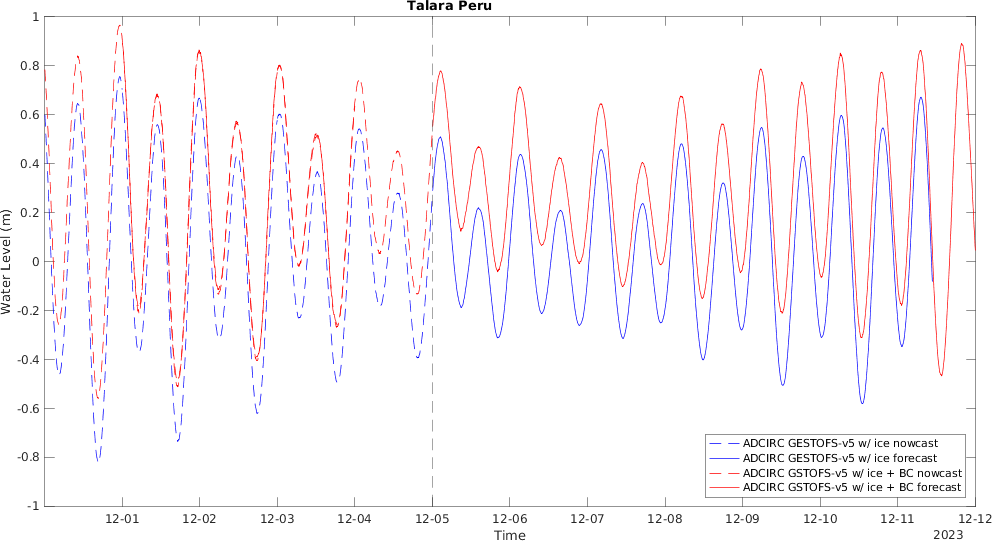 Talara Peru
1
0.8
0.6
0.4
0.2
0
-0.2
-0.4
-0.6
-0.8
-1
Water Level (m)
12-01 12-02 12-03 12-04 12-05 12-06 12-07 12-08 12-09 12-10 12-11 12-12
Time
2023
ADCIRC GESTOFS-v5 w/ ice nowcast
ADCIRC GESTOFS-v5 w/ ice forecast
ADCIRC GSTOFS-v5 w/ ice + BC nowcast
ADCIRC GSTOFS-v5 w/ ice + BC forecast